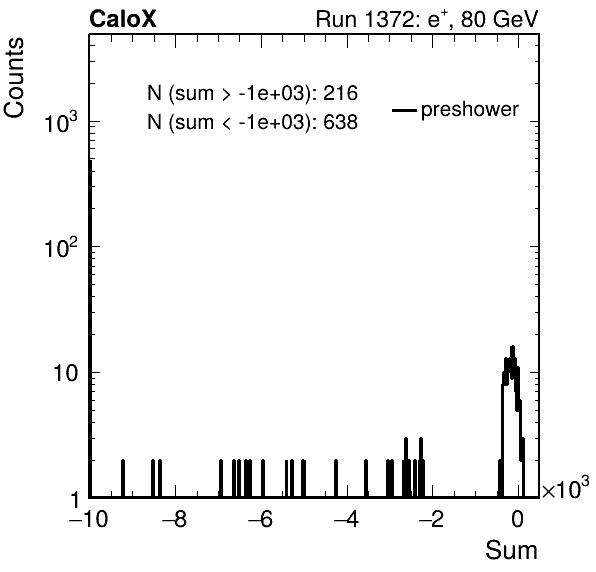 CaloX Run 1372: e⁺, 80 GeV
Counts
N (sum > -1e+03): 216
N (sum < -1e+03): 638
preshower
10³
10²
10
1
−10 −8 −6 −4 −2 0 ×10³
Sum